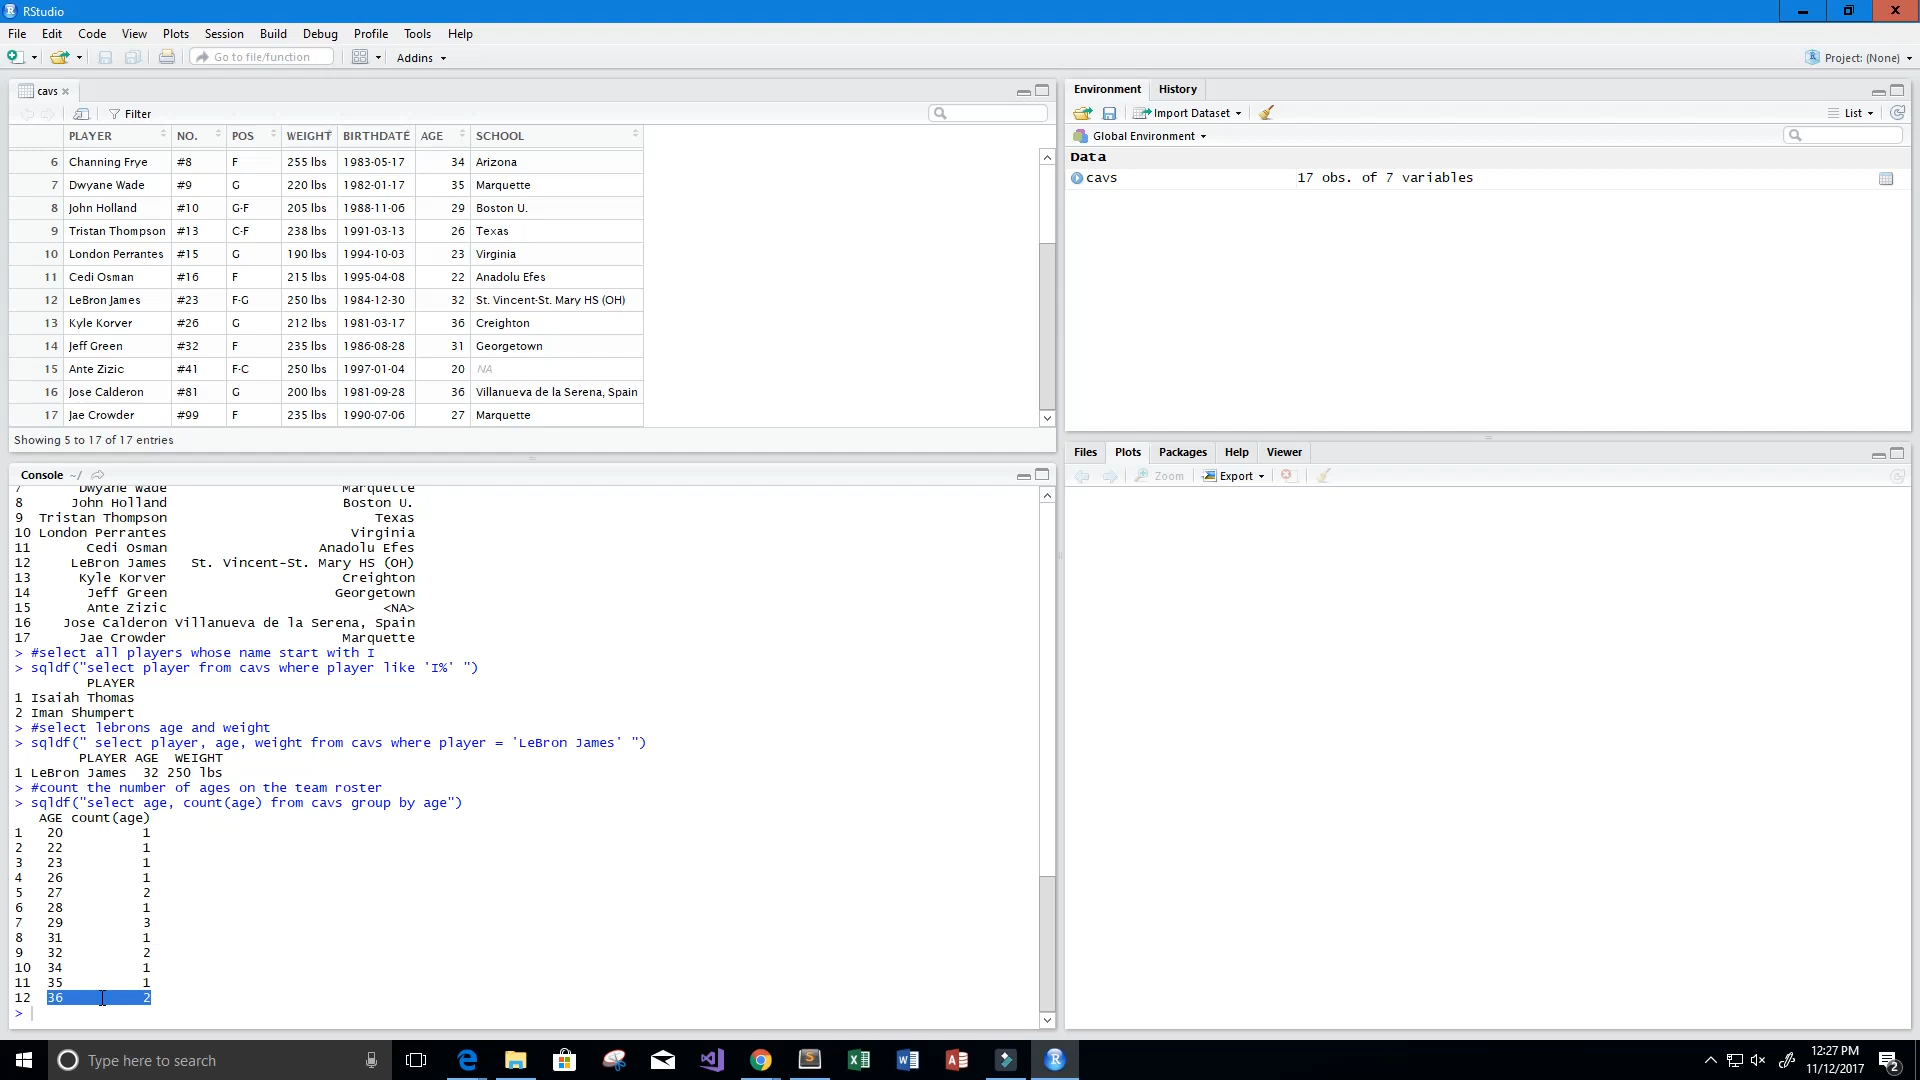 RStudio
File Edit Code View Plots Session Build Debug Profile Tools Help
Go to file/function Addins Project: (None)
cavs
Filter
PLAYER NO. POS WEIGHT BIRTHDATE AGE SCHOOL
6 Channing Frye #8 F 255 lbs 1983-05-17 34 Arizona
7 Dwyane Wade #9 G 220 lbs 1982-01-17 35 Marquette
8 John Holland #10 G-F 205 lbs 1988-11-06 29 Boston U.
9 Tristan Thompson #13 C-F 238 lbs 1991-03-13 26 Texas
10 London Perrantes #15 G 190 lbs 1994-10-03 23 Virginia
11 Cedi Osman #16 F 215 lbs 1995-04-08 22 Anadolu Efes
12 LeBron James #23 F-G 250 lbs 1984-12-30 32 St. Vincent-St. Mary HS (OH)
13 Kyle Korver #26 G 212 lbs 1981-03-17 36 Creighton
14 Jeff Green #32 F 235 lbs 1986-08-28 31 Georgetown
15 Ante Zizic #41 F-C 250 lbs 1997-01-04 20 NA
16 Jose Calderon #81 G 200 lbs 1981-09-28 36 Villanueva de la Serena, Spain
17 Jae Crowder #99 F 235 lbs 1990-07-06 27 Marquette
Showing 5 to 17 of 17 entries
Console ~/
7 Dwyane Wade Marquette
8 John Holland Boston U.
9 Tristan Thompson Texas
10 London Perrantes Virginia
11 Cedi Osman Anadolu Efes
12 LeBron James St. Vincent-St. Mary HS (OH)
13 Kyle Korver Creighton
14 Jeff Green Georgetown
15 Ante Zizic <NA>
16 Jose Calderon Villanueva de la Serena, Spain
17 Jae Crowder Marquette
> #select all players whose name start with I
> sqldf("select player from cavs where player like 'I%' ")
PLAYER
1 Isaiah Thomas
2 Iman Shumpert
> #select lebrons age and weight
> sqldf(" select player, age, weight from cavs where player = 'LeBron James' ")
PLAYER AGE WEIGHT
1 LeBron James 32 250 lbs
> #count the number of ages on the team roster
> sqldf("select age, count(age) from cavs group by age")
AGE count(age)
1 20 1
2 22 1
3 23 1
4 26 1
5 27 2
6 28 1
7 29 3
8 31 1
9 32 2
10 34 1
11 35 1
12 36 2
>
Environment History
Import Dataset List
Global Environment
Data
cavs 17 obs. of 7 variables
Files Plots Packages Help Viewer
Zoom Export
Type here to search
12:27 PM
11/12/2017
2